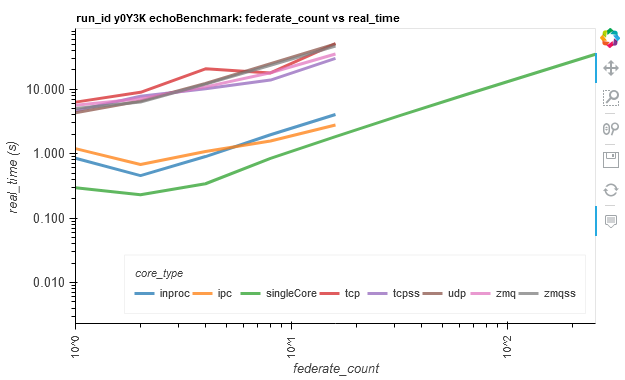 run_id y0Y3K echoBenchmark: federate_count vs real_time
real_time (s)
10.000
1.000
0.100
0.010
core_type
inproc ipc singleCore tcp tcpss udp zmq zmqss
10^0 10^1 10^2
federate_count